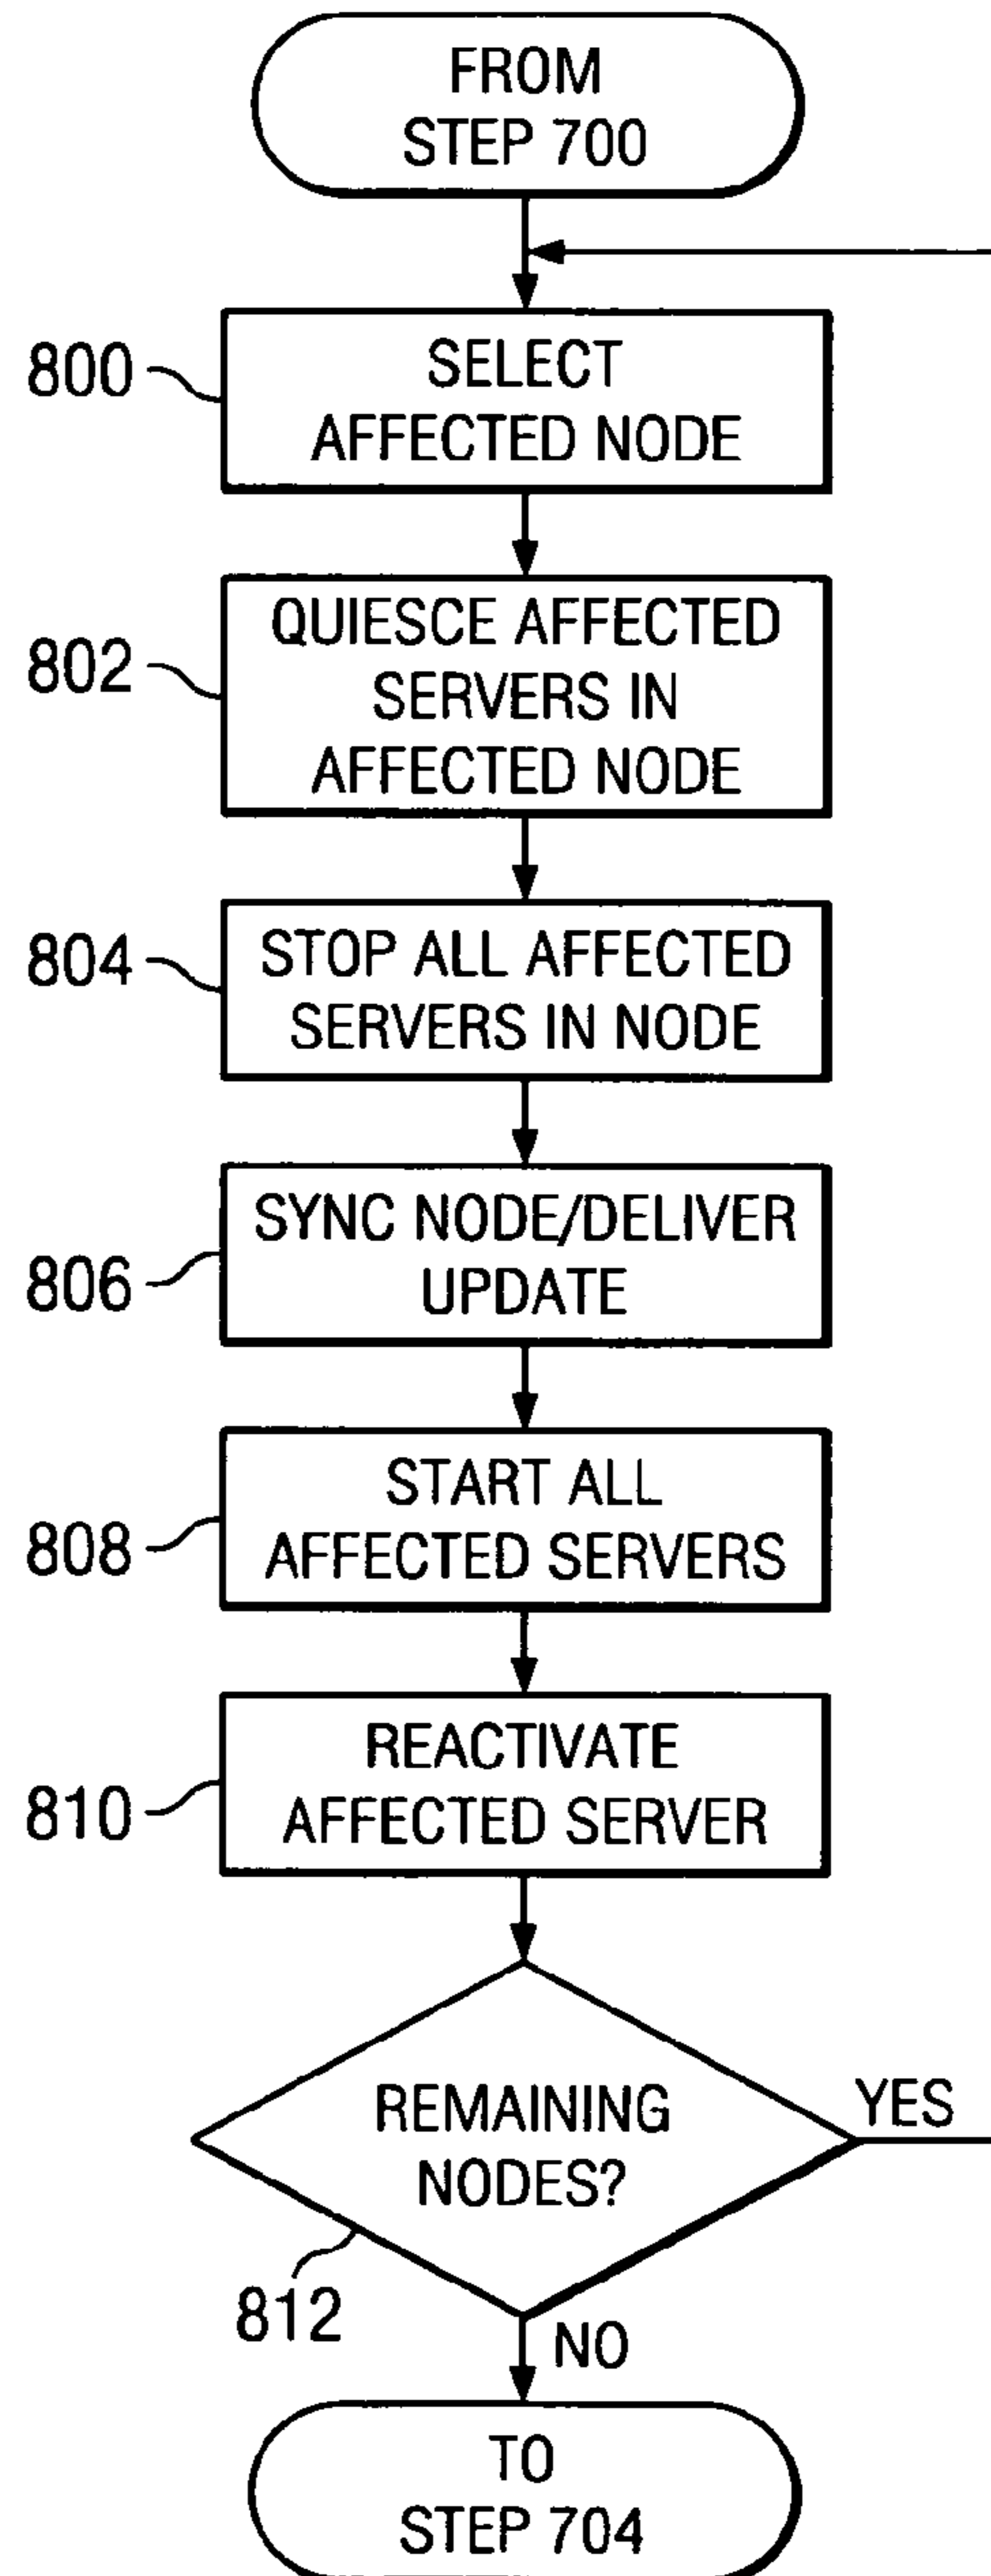 FROM
STEP 700
800
SELECT
AFFECTED NODE
802
QUIESCE AFFECTED
SERVERS IN
AFFECTED NODE
804
STOP ALL AFFECTED
SERVERS IN NODE
806
SYNC NODE/DELIVER
UPDATE
808
START ALL
AFFECTED SERVERS
810
REACTIVATE
AFFECTED SERVER
REMAINING
NODES?
YES
812
NO
TO
STEP 704